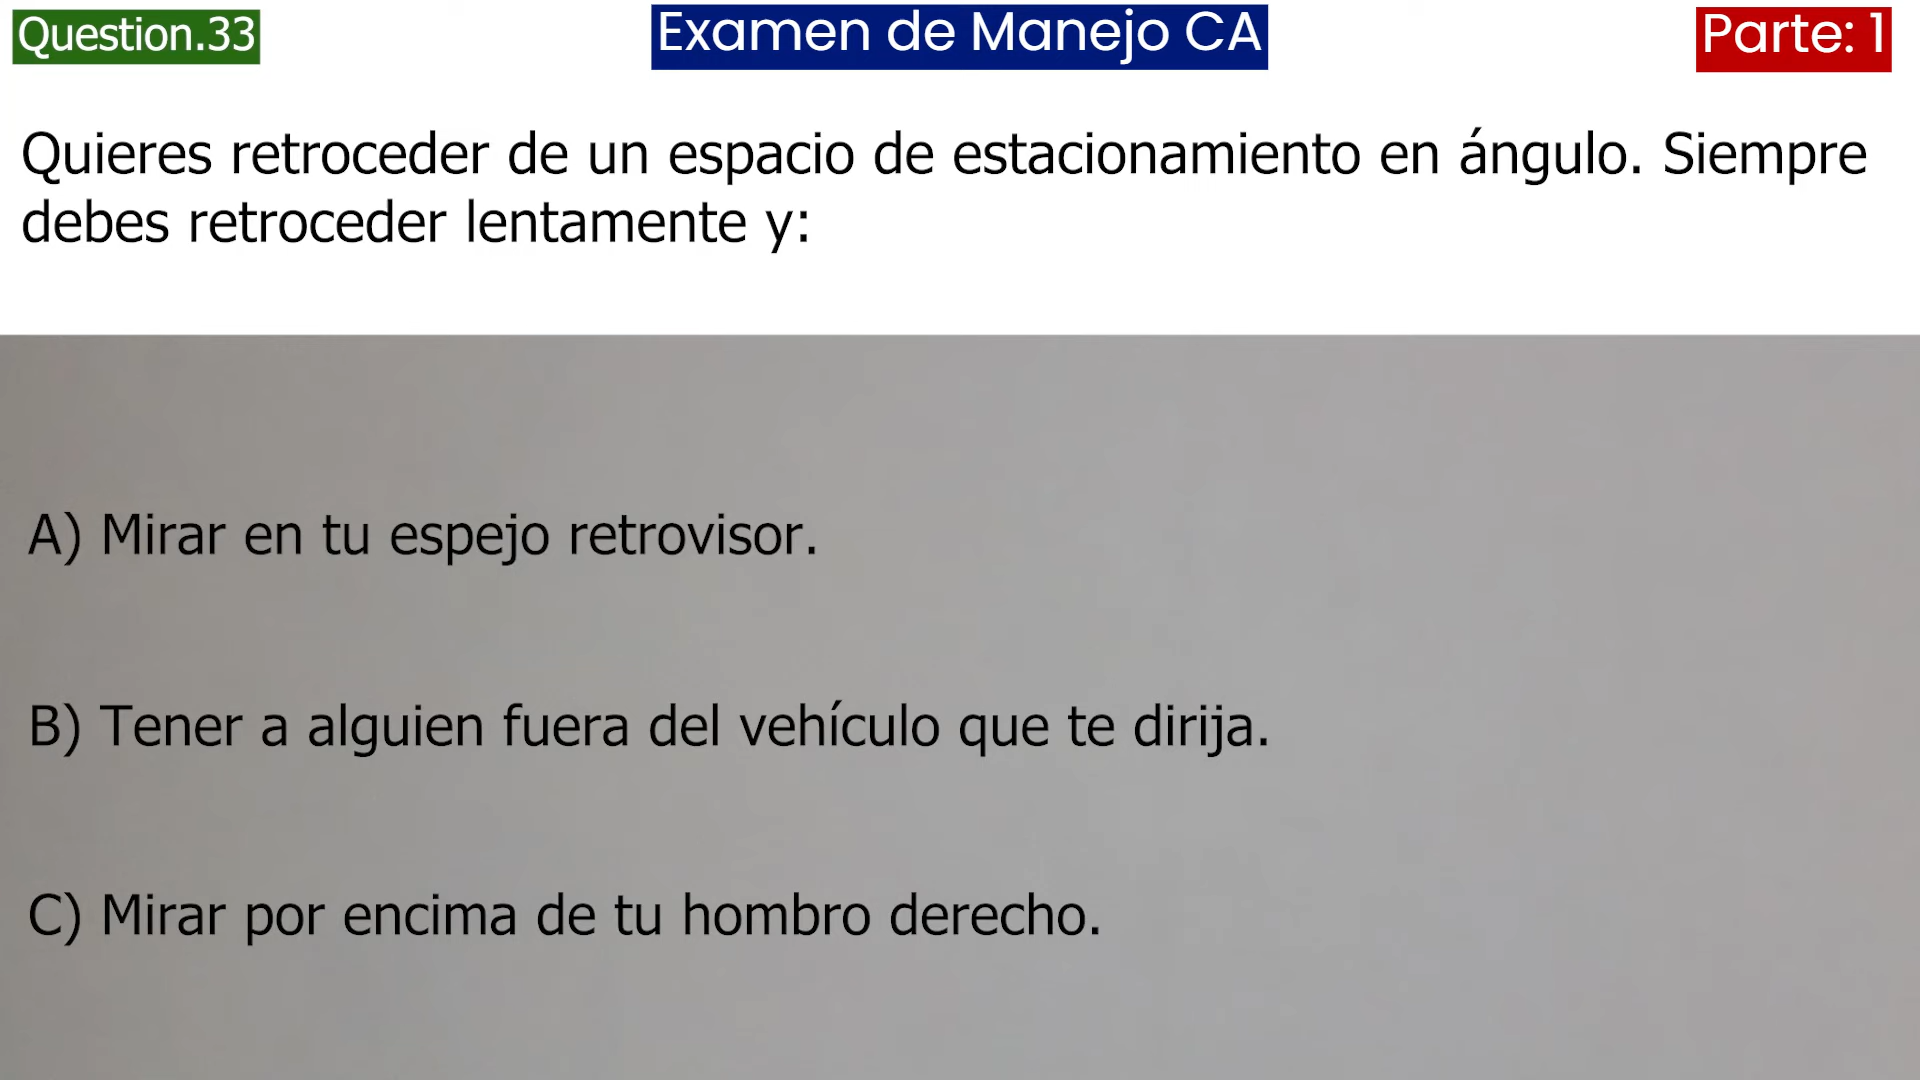 Question.33
Examen de Manejo CA
Parte: 1
Quieres retroceder de un espacio de estacionamiento en ángulo. Siempre
debes retroceder lentamente y:
A) Mirar en tu espejo retrovisor.
B) Tener a alguien fuera del vehículo que te dirija.
C) Mirar por encima de tu hombro derecho.